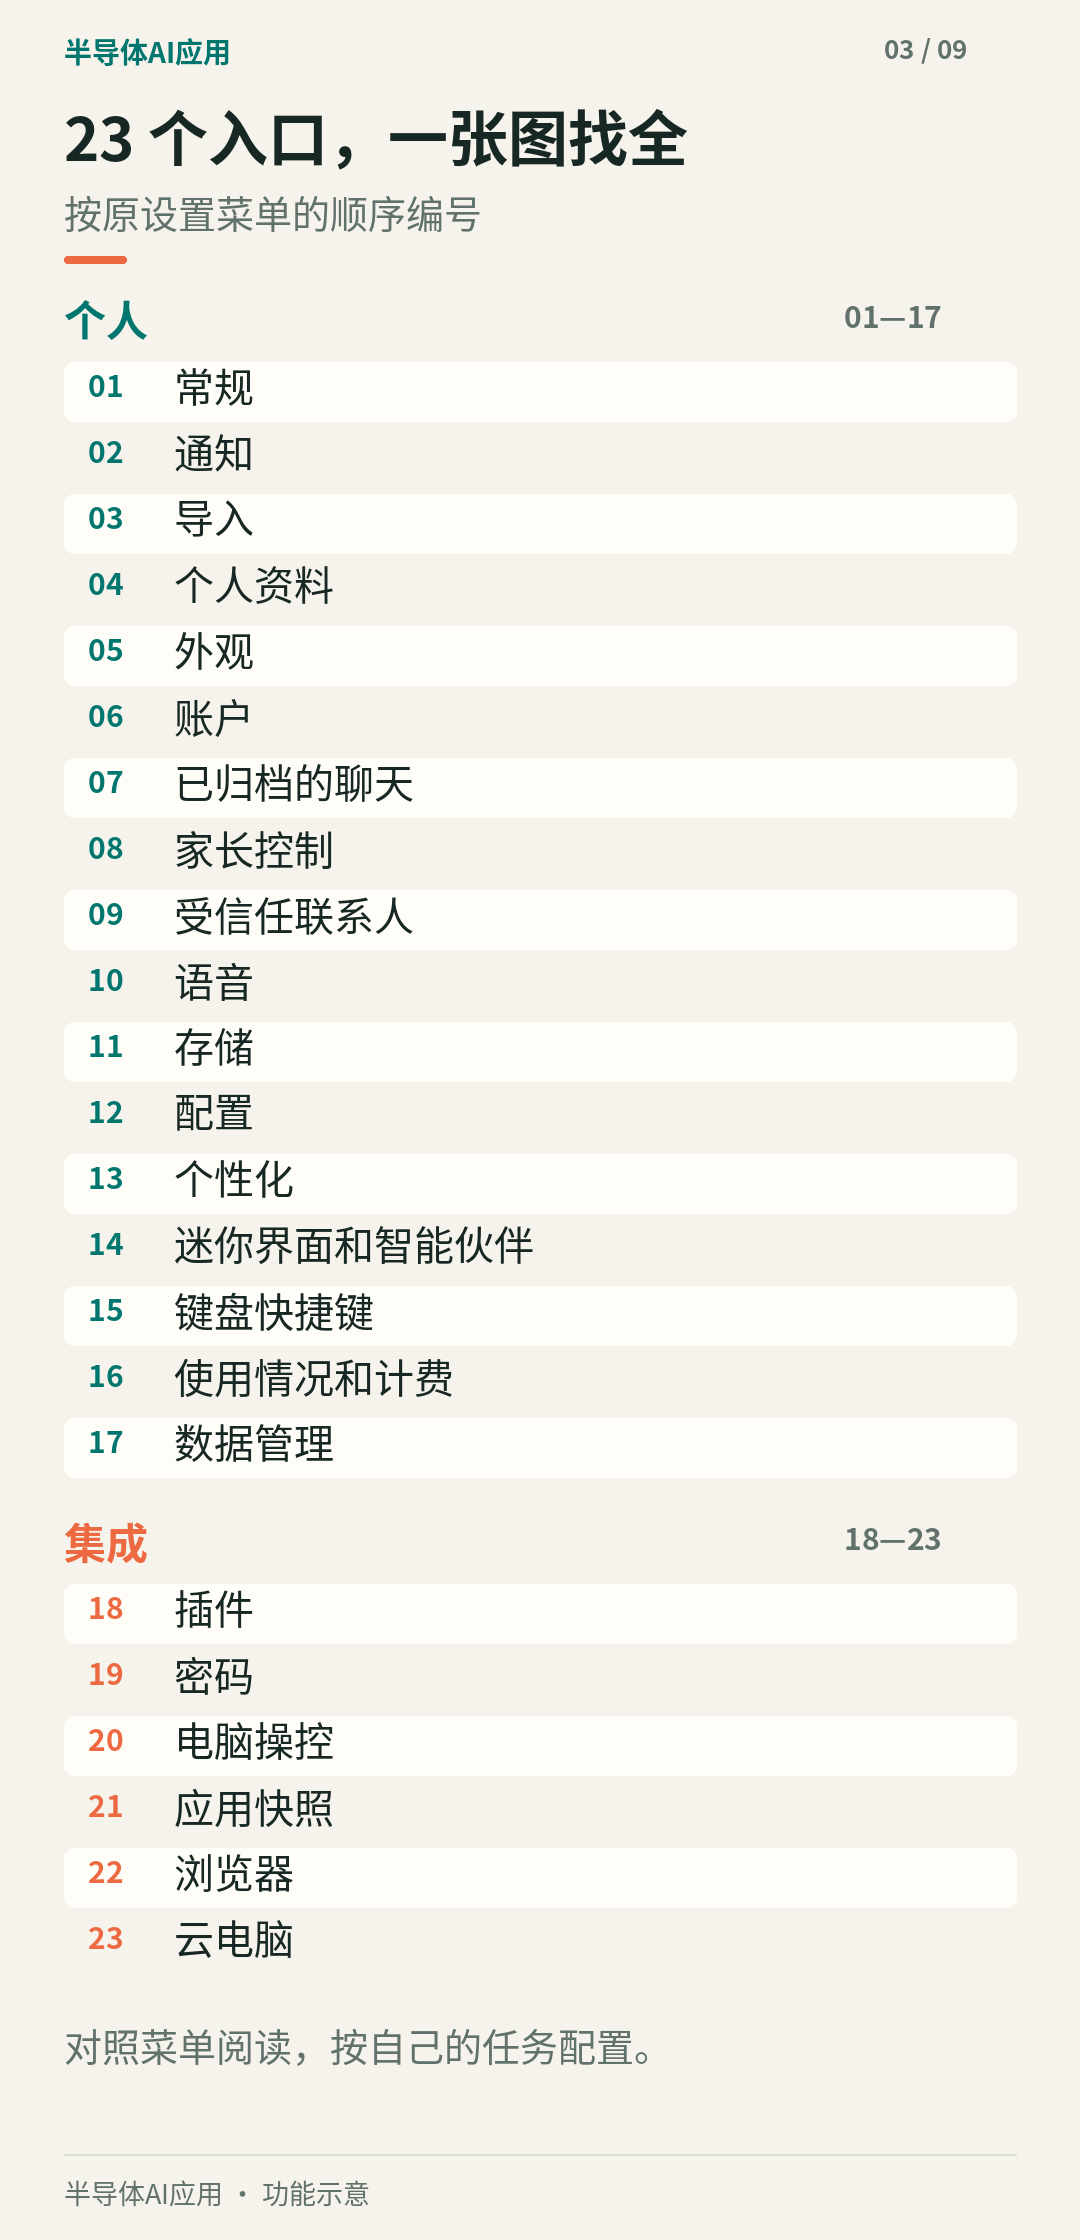 半导体AI应用
03 / 09
23 个入口，一张图找全
按原设置菜单的顺序编号
个人
01—17
01 常规
02 通知
03 导入
04 个人资料
05 外观
06 账户
07 已归档的聊天
08 家长控制
09 受信任联系人
10 语音
11 存储
12 配置
13 个性化
14 迷你界面和智能伙伴
15 键盘快捷键
16 使用情况和计费
17 数据管理
集成
18—23
18 插件
19 密码
20 电脑操控
21 应用快照
22 浏览器
23 云电脑
对照菜单阅读，按自己的任务配置。
半导体AI应用 · 功能示意